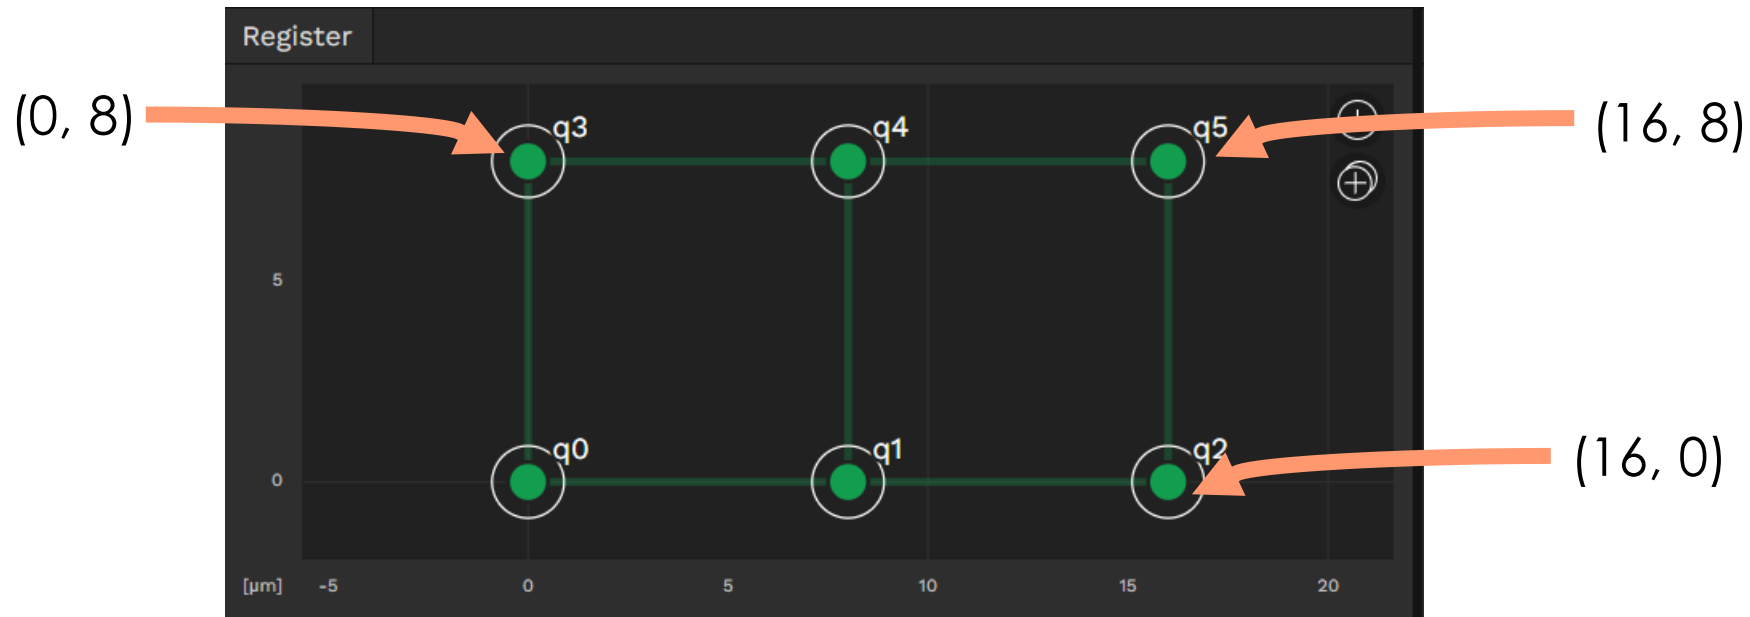 Register
(0, 8)
(16, 8)
q3
q4
q5
5
(16, 0)
q0
q1
q2
0
[µm]
-5
0
5
10
15
20